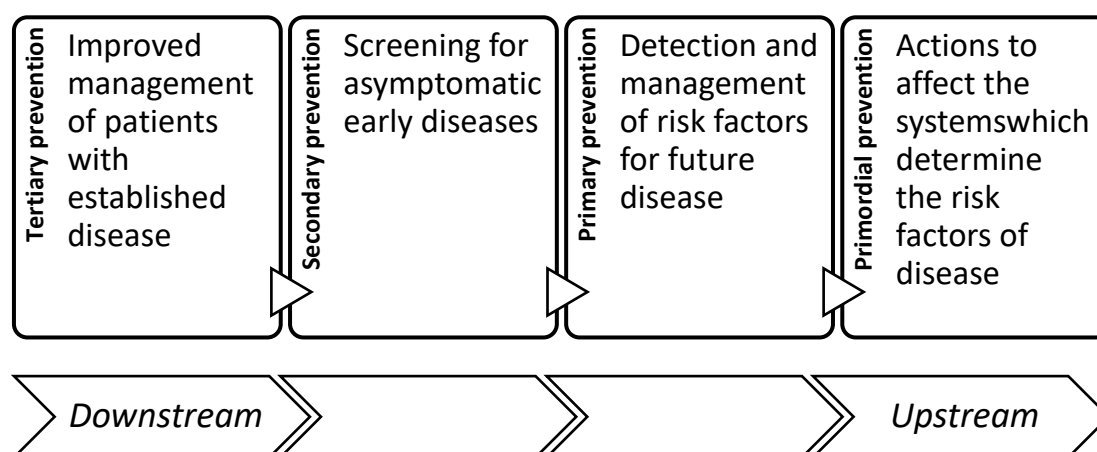 Tertiary prevention
Improved
management
of patients
with
established
disease
Secondary prevention
Screening for
asymptomatic
early diseases
Primary prevention
Detection and
management
of risk factors
for future
disease
Primordial prevention
Actions to
affect the
systemswhich
determine
the risk
factors of
disease
Downstream
Upstream